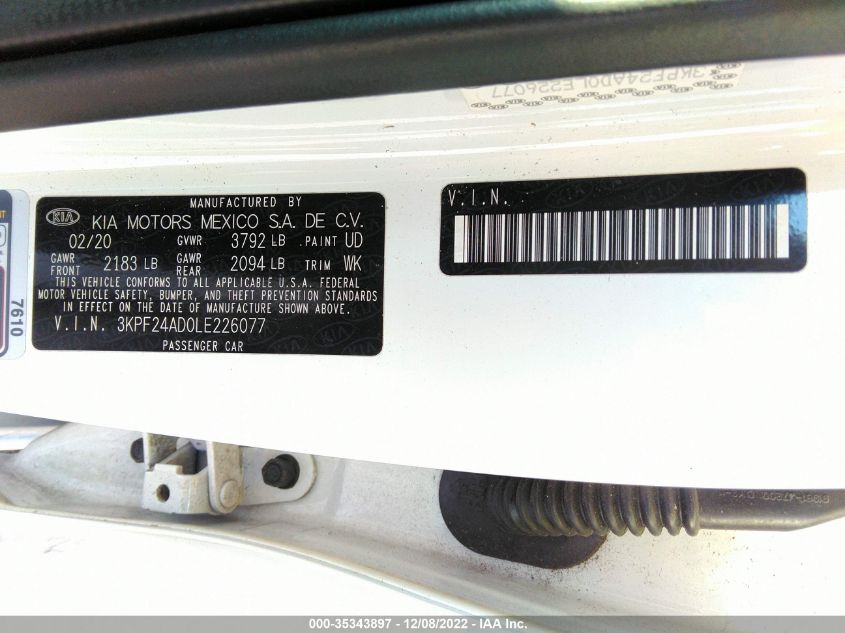 3KPF24AD0LE226077
MANUFACTURED BY
KIA KIA MOTORS MEXICO S.A. DE C.V.
02/20 GVWR 3792 LB PAINT UD
GAWR FRONT 2183 LB GAWR REAR 2094 LB TRIM WK
THIS VEHICLE CONFORMS TO ALL APPLICABLE U.S.A. FEDERAL
MOTOR VEHICLE SAFETY, BUMPER, AND THEFT PREVENTION STANDARDS
IN EFFECT ON THE DATE OF MANUFACTURE SHOWN ABOVE.
V.I.N. 3KPF24AD0LE226077
PASSENGER CAR
V.I.N.
7610
000-35343897 - 12/08/2022 - IAA Inc.